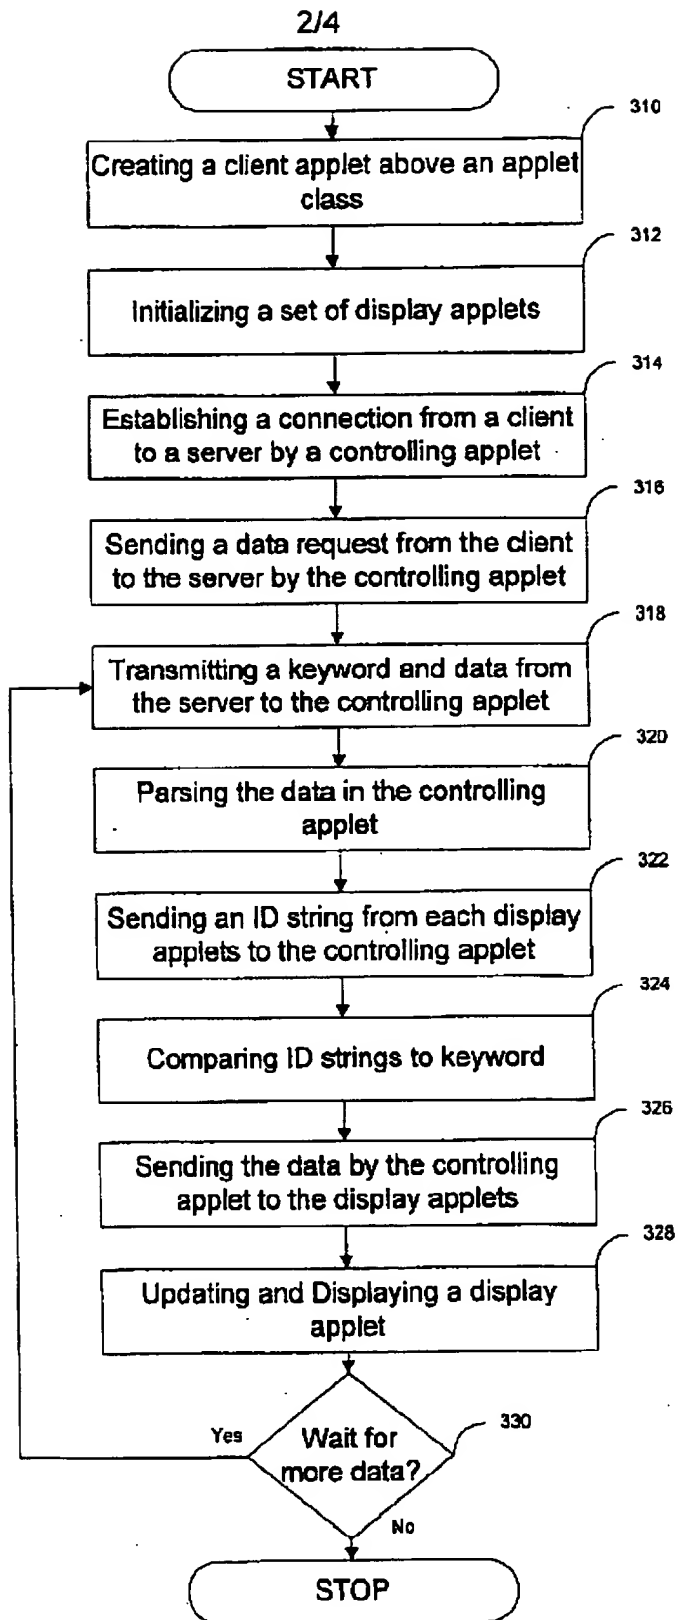 2/4
START
310
Creating a client applet above an applet
class
312
Initializing a set of display applets
314
Establishing a connection from a client
to a server by a controlling applet
316
Sending a data request from the client
to the server by the controlling applet
318
Transmitting a keyword and data from
the server to the controlling applet
320
Parsing the data in the controlling
applet
322
Sending an ID string from each display
applets to the controlling applet
324
Comparing ID strings to keyword
326
Sending the data by the controlling
applet to the display applets
328
Updating and Displaying a display
applet
330
Yes
Wait for
more data?
No
STOP